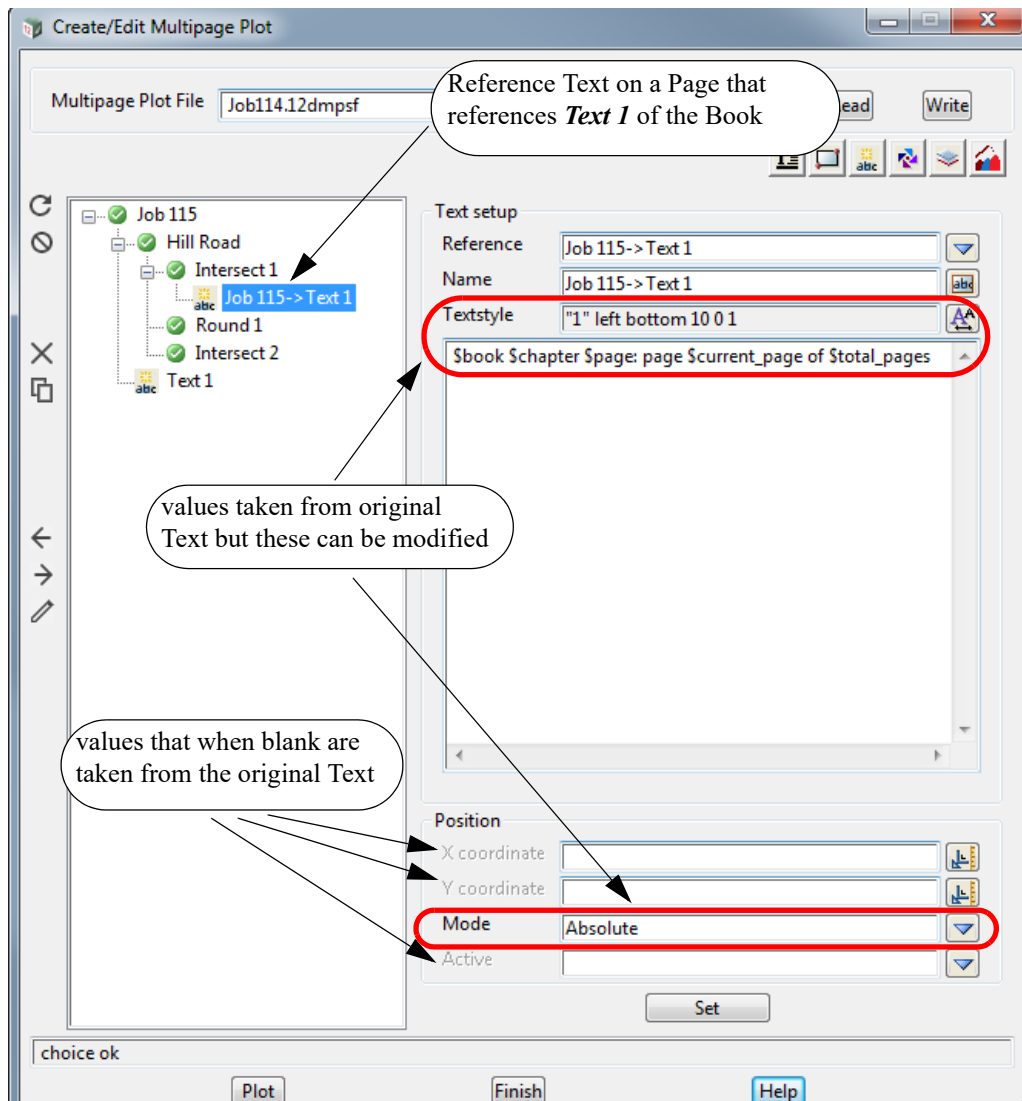 Create/Edit Multipage Plot
Reference Text on a Page that
references Text 1 of the Book
Multipage Plot File
Job114.12dmpsf
Write
abc
Job 115
Hill Road
Intersect 1
abc Job 115->Text 1
Round 1
Intersect 2
abc Text 1
Text setup
Reference Job 115->Text 1
Name Job 115->Text 1 abc
Textstyle "1" left bottom 10 0 1
$book $chapter $page: page $current_page of $total_pages
values taken from original
Text but these can be modified
values that when blank are
taken from the original Text
Position
X coordinate
Y coordinate
Mode Absolute
Active
Set
choice ok
Plot Finish Help